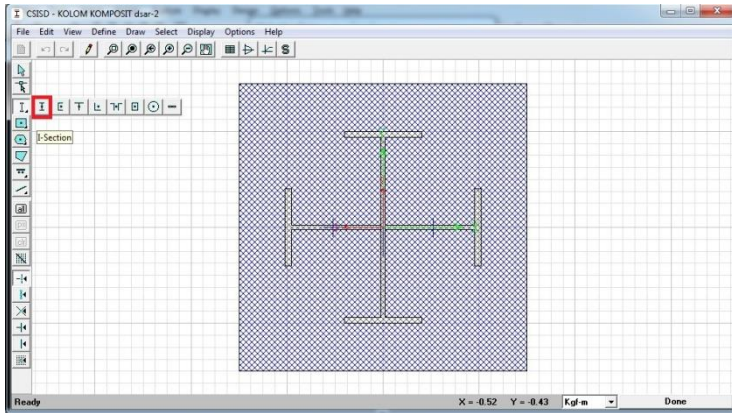 CSISD - KOLOM KOMPOSIT dsar-2
File Edit View Define Draw Select Display Options Help
I-Section
Ready
X = -0.52 Y = -0.43 Kgf-m Done